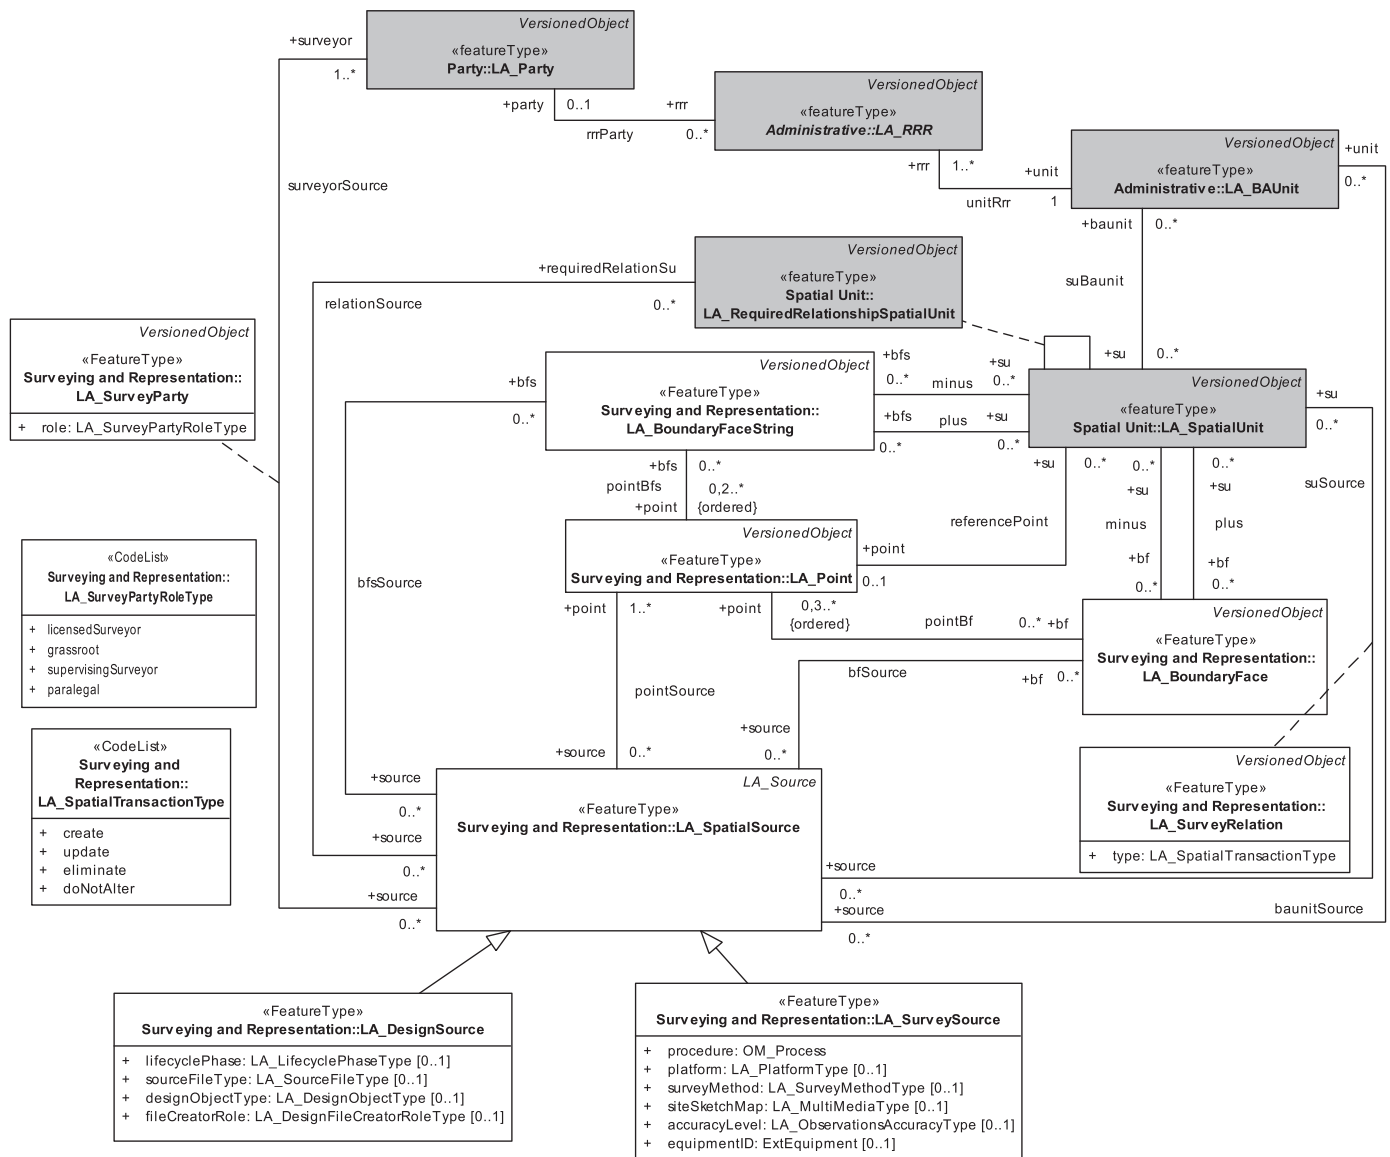 VersionedObject
«featureType»
Party::LA_Party
+surveyor
1..*
+party
0..1
+rrr
rrrParty
0..*
VersionedObject
«featureType»
Administrative::LA_RRR
+rrr
1..*
+unit
unitRrr
1
VersionedObject
«featureType»
Administrative::LA_BAUnit
+unit
0..*
+baunit
0..*
surveyorSource
suBaunit
+su
0..*
VersionedObject
«featureType»
Spatial Unit::
LA_RequiredRelationshipSpatialUnit
+requiredRelationSu
0..*
relationSource
VersionedObject
«FeatureType»
Surveying and Representation::
LA_SurveyParty
+ role: LA_SurveyPartyRoleType
VersionedObject
«FeatureType»
Surveying and Representation::
LA_BoundaryFaceString
+bfs
0..*
+bfs
0..*
minus
+su
0..*
+bfs
0..*
plus
+su
0..*
VersionedObject
«featureType»
Spatial Unit::LA_SpatialUnit
+su
0..*
suSource
+bfs
0..*
pointBfs
0,2..*
+point
{ordered}
+su
0..*
referencePoint
0..*
+su
minus
+bf
0..*
0..*
+su
plus
+bf
0..*
VersionedObject
«FeatureType»
Surveying and Representation::LA_Point
+point
0..1
+point
1..*
+point
0,3..*
{ordered}
pointBf
0..*
+bf
bfsSource
«CodeList»
Surveying and Representation::
LA_SurveyPartyRoleType
+ licensedSurveyor
+ grassroot
+ supervisingSurveyor
+ paralegal
VersionedObject
«FeatureType»
Surveying and Representation::
LA_BoundaryFace
bfSource
+bf
0..*
pointSource
+source
0..*
+source
0..*
«CodeList»
Surveying and
Representation::
LA_SpatialTransactionType
+ create
+ update
+ eliminate
+ doNotAlter
+source
0..*
+source
0..*
+source
0..*
LA_Source
«FeatureType»
Surveying and Representation::LA_SpatialSource
VersionedObject
«FeatureType»
Surveying and Representation::
LA_SurveyRelation
+ type: LA_SpatialTransactionType
+source
0..*
+source
0..*
baunitSource
«FeatureType»
Surveying and Representation::LA_DesignSource
+ lifecyclePhase: LA_LifecyclePhaseType [0..1]
+ sourceFileType: LA_SourceFileType [0..1]
+ designObjectType: LA_DesignObjectType [0..1]
+ fileCreatorRole: LA_DesignFileCreatorRoleType [0..1]
«FeatureType»
Surveying and Representation::LA_SurveySource
+ procedure: OM_Process
+ platform: LA_PlatformType [0..1]
+ surveyMethod: LA_SurveyMethodType [0..1]
+ siteSketchMap: LA_MultiMediaType [0..1]
+ accuracyLevel: LA_ObservationsAccuracyType [0..1]
+ equipmentID: ExtEquipment [0..1]